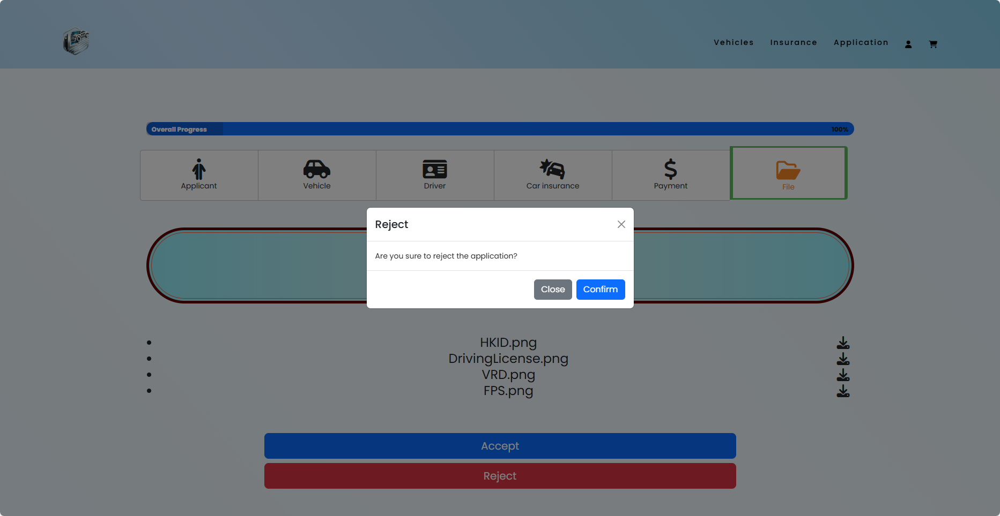 Vehicles Insurance Application
Overall Progress 100%
Applicant Vehicle Driver Car insurance Payment File
Reject
Are you sure to reject the application?
Close Confirm
HKID.png
DrivingLicense.png
VRD.png
FPS.png
Accept
Reject